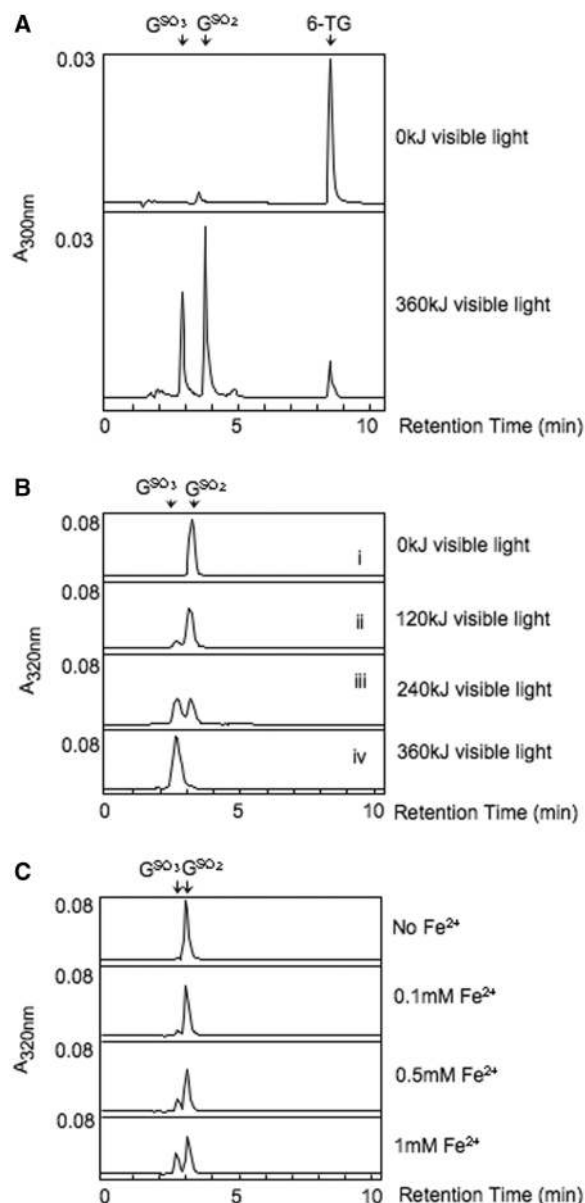 A
G^SO3 G^SO2 6-TG
0.03
0kJ visible light
0.03
360kJ visible light
A300nm
0 5 10 Retention Time (min)
B
G^SO3 G^SO2
0.08
i
0kJ visible light
0.08
ii
120kJ visible light
0.08
iii
240kJ visible light
0.08
iv
360kJ visible light
A320nm
0 5 10 Retention Time (min)
C
G^SO3 G^SO2
0.08
No Fe²⁺
0.08
0.1mM Fe²⁺
0.08
0.5mM Fe²⁺
0.08
1mM Fe²⁺
A320nm
0 5 10 Retention Time (min)